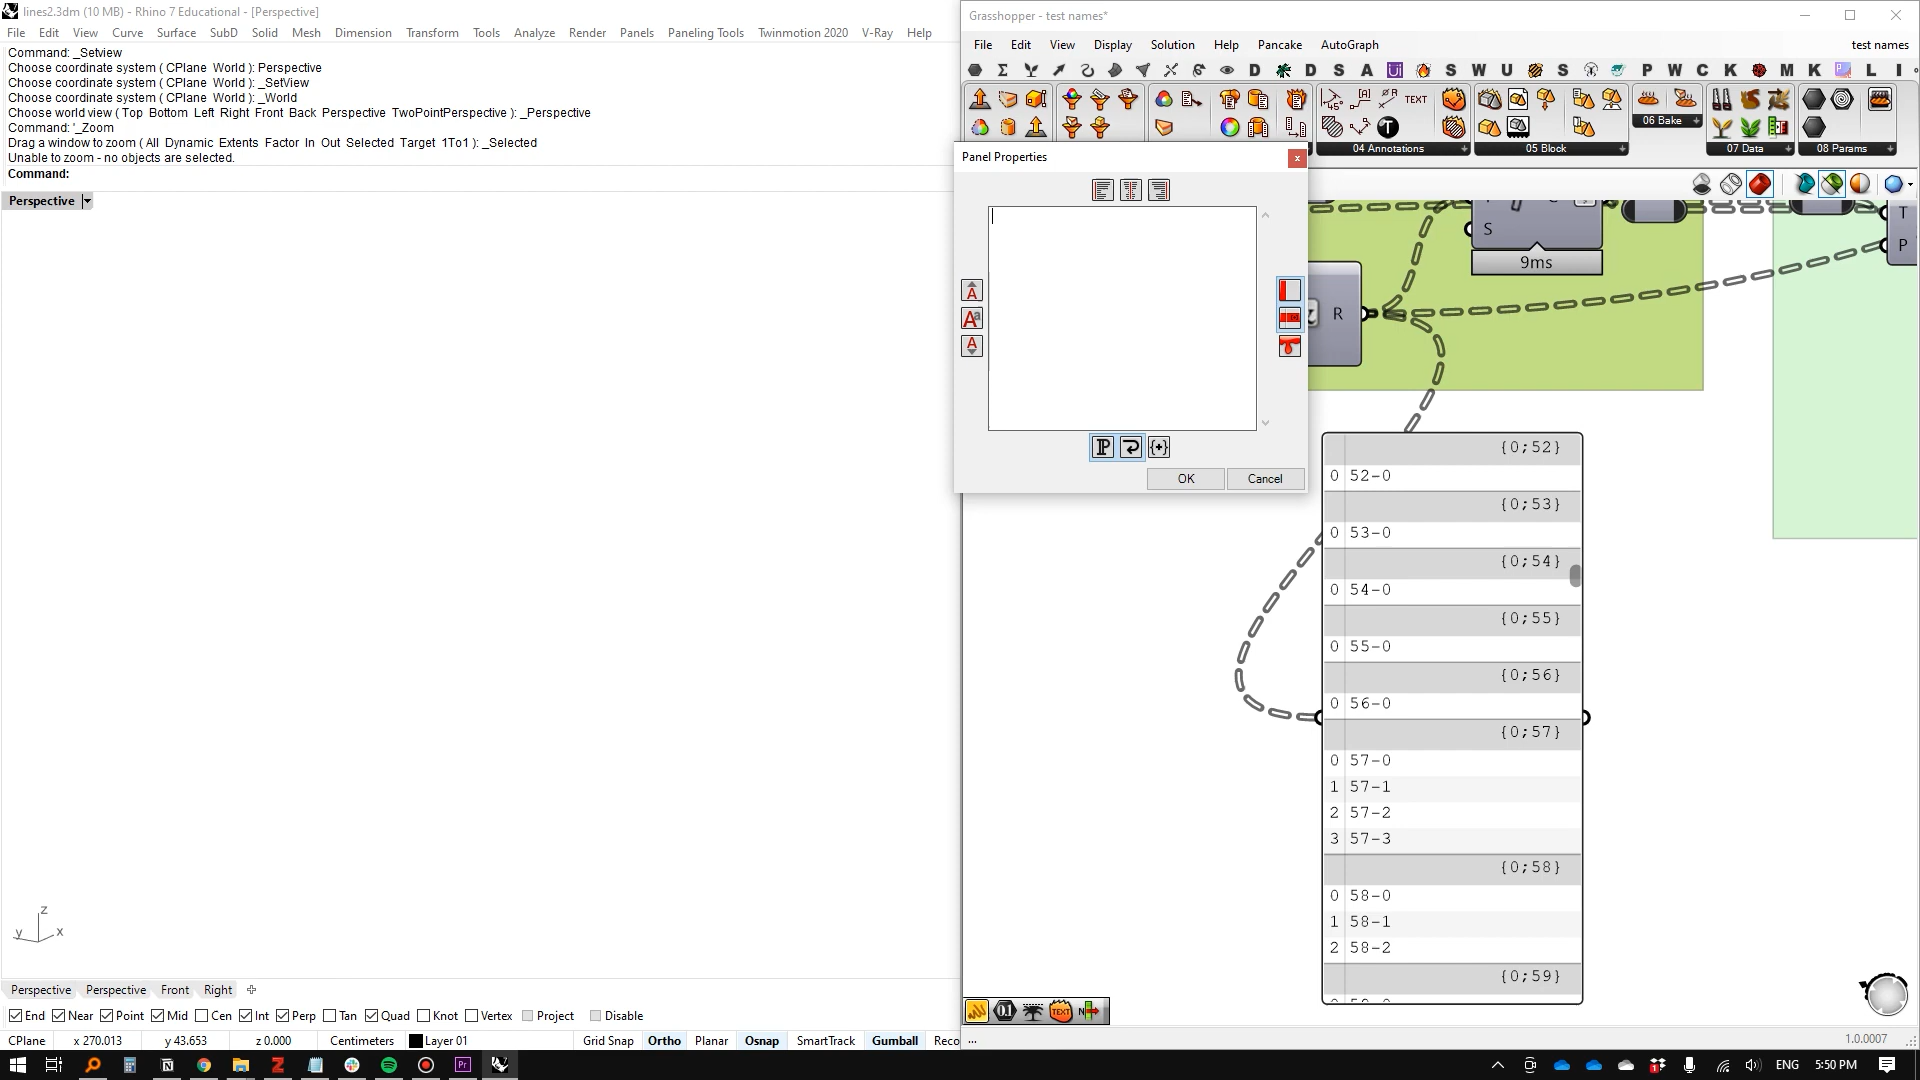 lines2.3dm (10 MB) - Rhino 7 Educational - [Perspective]
File Edit View Curve Surface SubD Solid Mesh Dimension Transform Tools Analyze Render Panels Paneling Tools Twinmotion 2020 V-Ray Help
Command: _Setview
Choose coordinate system ( CPlane World ): Perspective
Choose coordinate system ( CPlane World ): _SetView
Choose coordinate system ( CPlane World ): _World
Choose world view ( Top Bottom Left Right Front Back Perspective TwoPointPerspective ): _Perspective
Command: '_Zoom
Drag a window to zoom ( All Dynamic Extents Factor In Out Selected Target 1To1 ): _Selected
Unable to zoom - no objects are selected.
Command:
Perspective
z
y x
Perspective Perspective Front Right
End Near Point Mid Cen Int Perp Tan Quad Knot Vertex Project Disable
CPlane x 270.013 y 43.653 z 0.000 Centimeters Layer 01 Grid Snap Ortho Planar Osnap SmartTrack Gumball Reco
Grasshopper - test names*
File Edit View Display Solution Help Pancake AutoGraph test names
D D S A Ui S W U S P W C K M K L I
TEXT
T
04 Annotations
05 Block
06 Bake
07 Data
08 Params
Panel Properties
OK Cancel
S
9ms
R
T
P
{0;52}
0 52-0
{0;53}
0 53-0
{0;54}
0 54-0
{0;55}
0 55-0
{0;56}
0 56-0
{0;57}
0 57-0
1 57-1
2 57-2
3 57-3
{0;58}
0 58-0
1 58-1
2 58-2
{0;59}
0.1 TEXT N
... 1.0.0007
ENG 5:50 PM